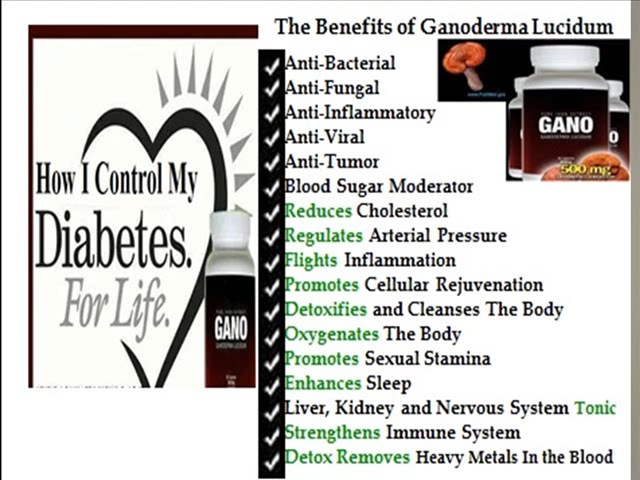 The Benefits of Ganoderma Lucidum
How I Control My
Diabetes.
For Life.
GANO
Anti-Bacterial
Anti-Fungal
Anti-Inflammatory
Anti-Viral
Anti-Tumor
Blood Sugar Moderator
Reduces Cholesterol
Regulates Arterial Pressure
Flights Inflammation
Promotes Cellular Rejuvenation
Detoxifies and Cleanses The Body
Oxygenates The Body
Promotes Sexual Stamina
Enhances Sleep
Liver, Kidney and Nervous System Tonic
Strengthens Immune System
Detox Removes Heavy Metals In the Blood
GANO
GANODERMA LUCIDUM
500 mg